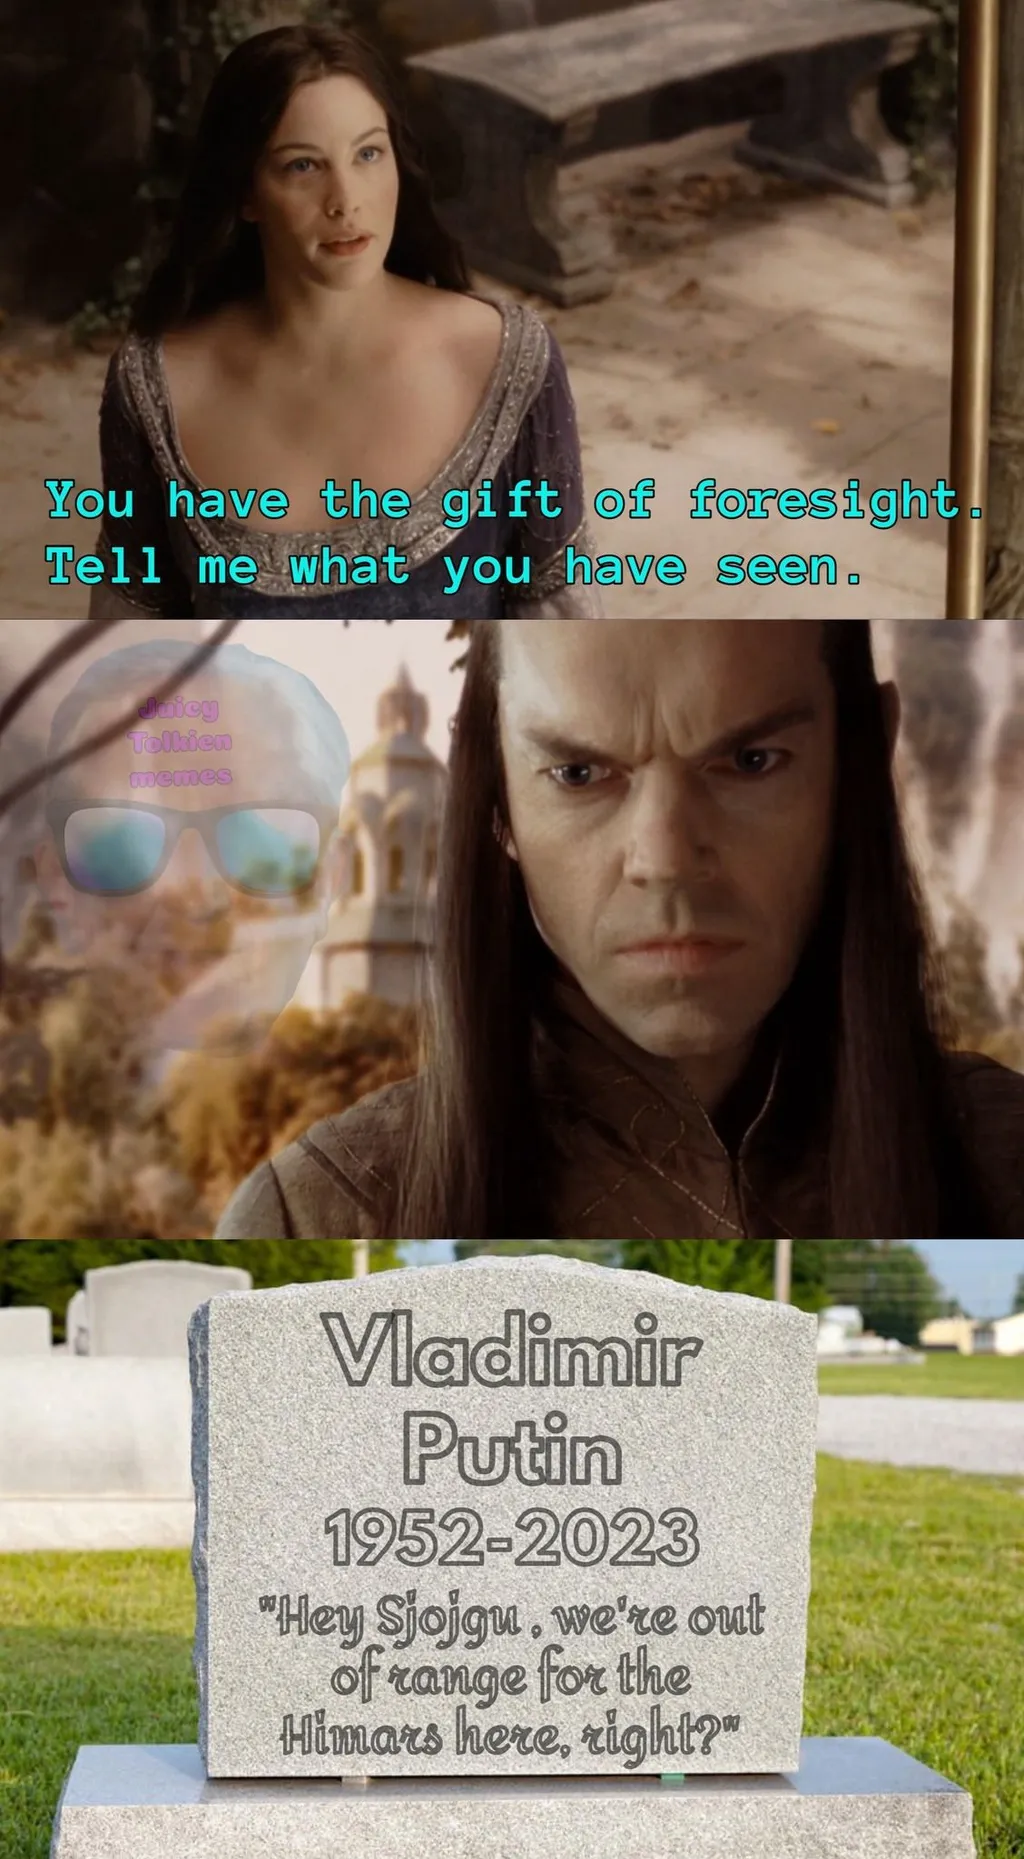 You have the gift of foresight.
Tell me what you have seen.
Juicy
Tolkien
memes
Vladimir
Putin
1952-2023
"Hey Sjojgu, we're out
of range for the
Himars here, right?"